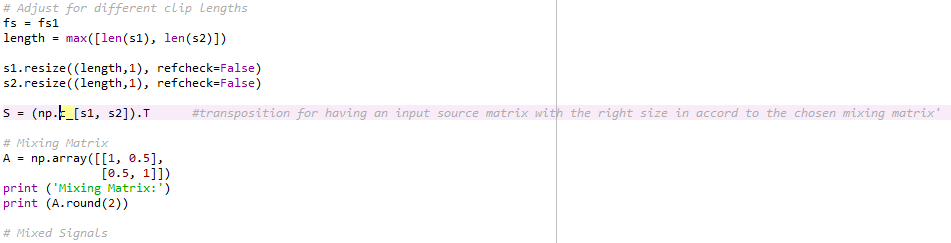 # Adjust for different clip lengths
fs = fs1
length = max([len(s1), len(s2)])
s1.resize((length,1), refcheck=False)
s2.resize((length,1), refcheck=False)
S = (np.c_[s1, s2]).T #transposition for having an input source matrix with the right size in accord to the chosen mixing matrix'
# Mixing Matrix
A = np.array([[1, 0.5],
[0.5, 1]])
print ('Mixing Matrix:')
print (A.round(2))
# Mixed Signals